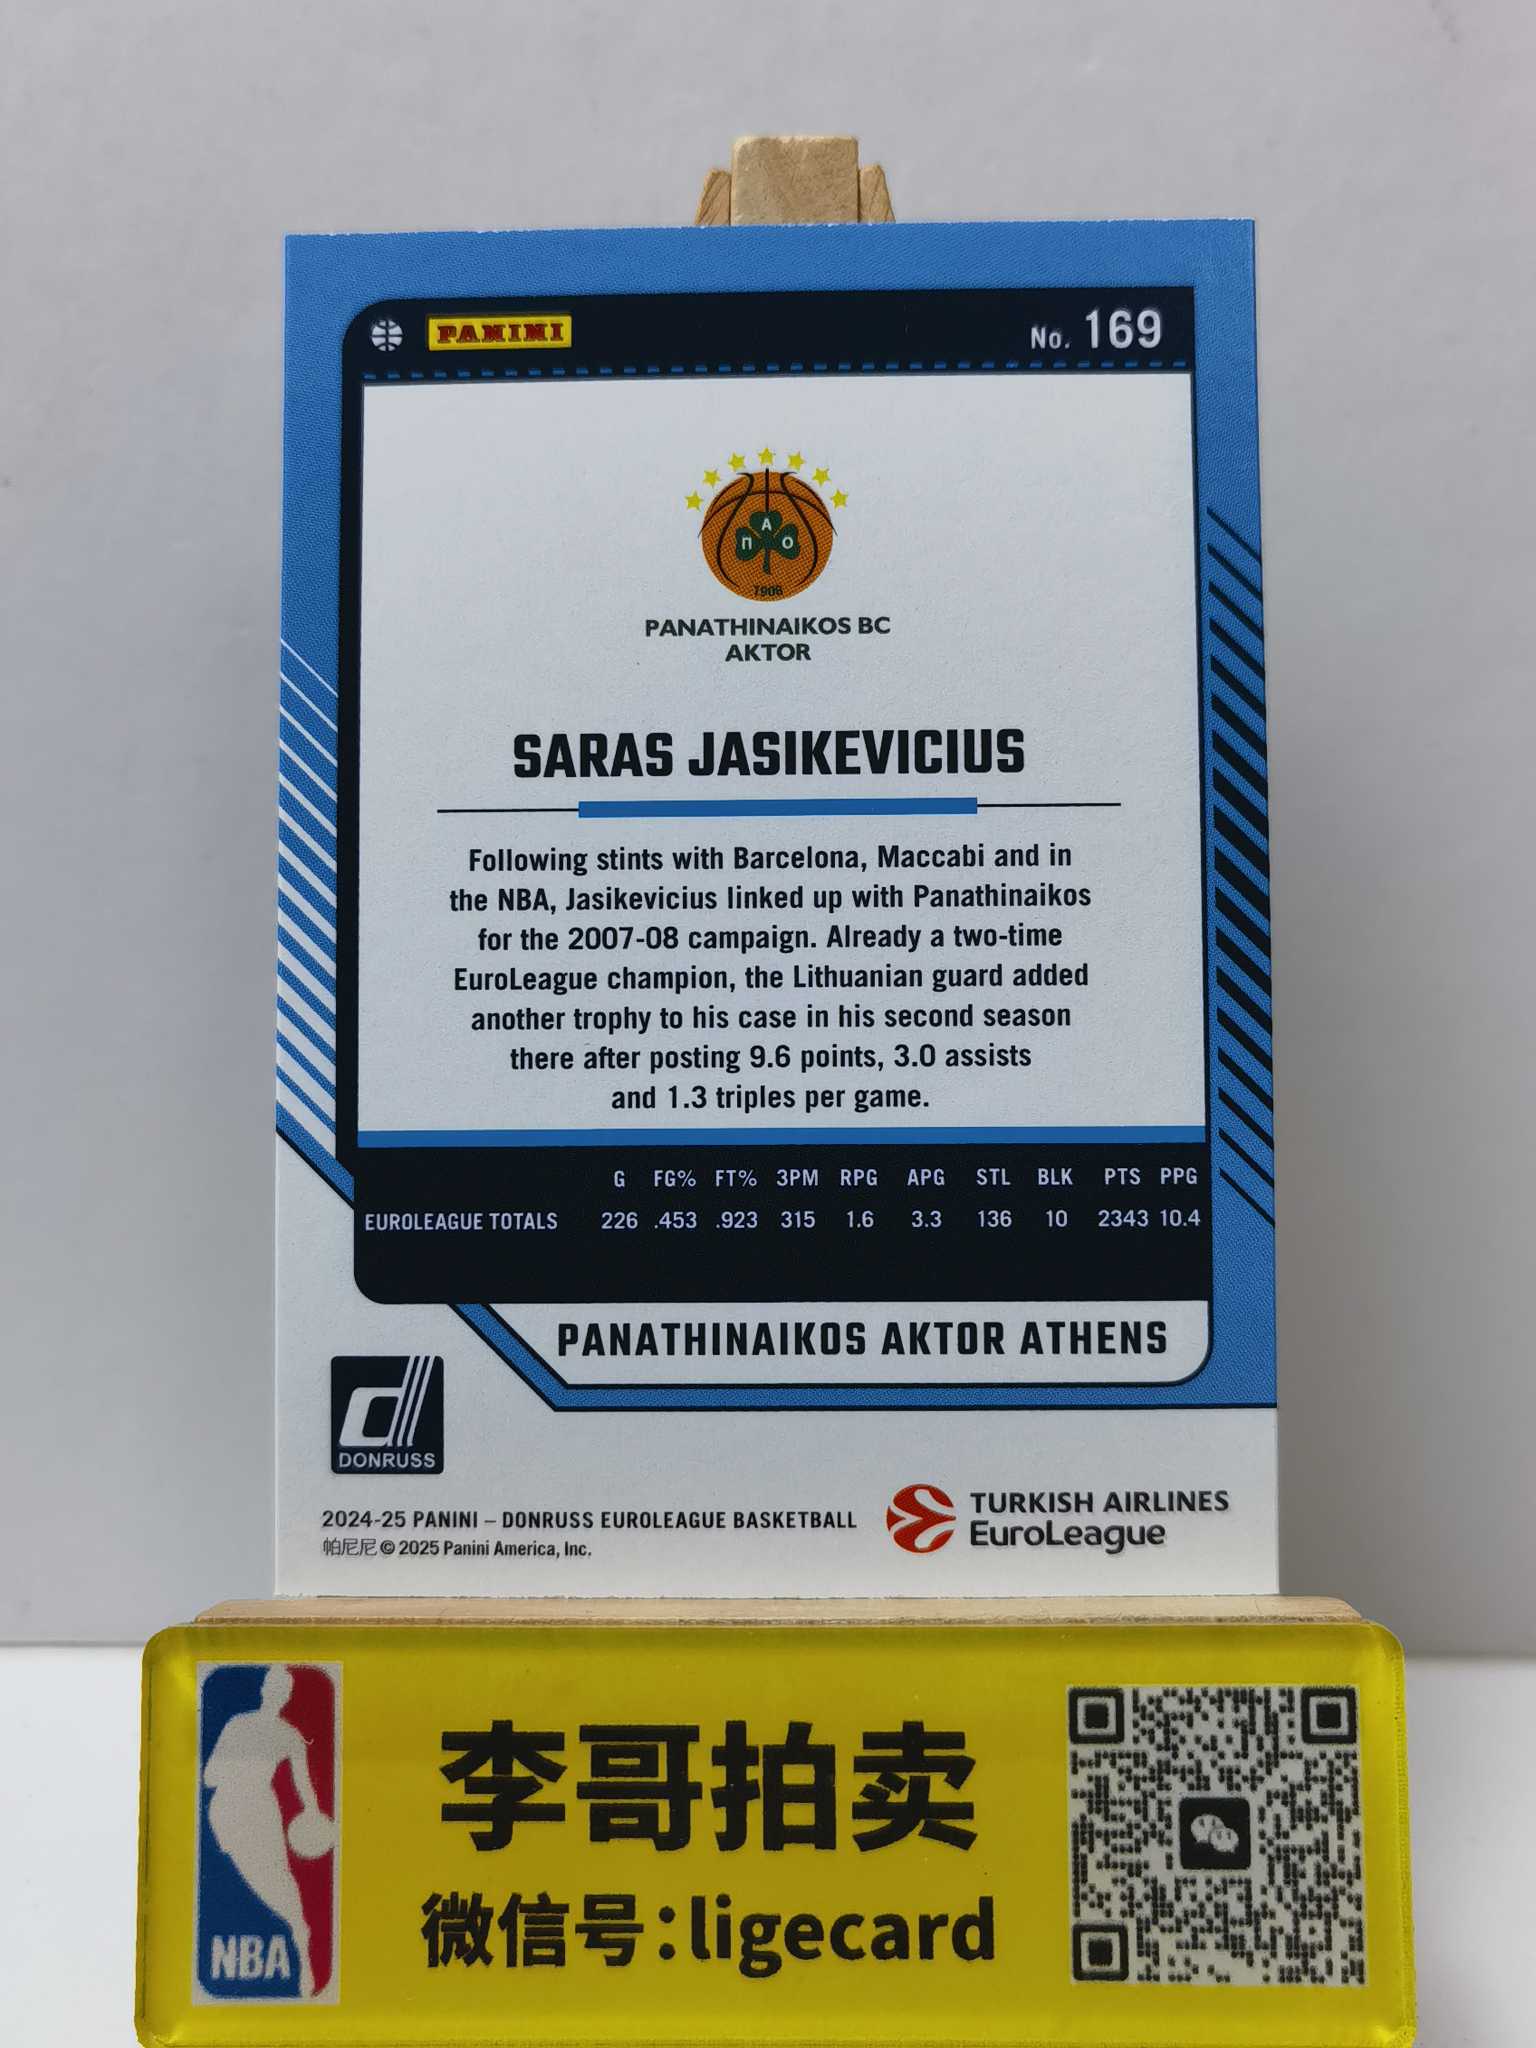 PANINI
No. 169
Α
Π Ο
1908
PANATHINAIKOS BC
AKTOR
SARAS JASIKEVICIUS
Following stints with Barcelona, Maccabi and in
the NBA, Jasikevicius linked up with Panathinaikos
for the 2007-08 campaign. Already a two-time
EuroLeague champion, the Lithuanian guard added
another trophy to his case in his second season
there after posting 9.6 points, 3.0 assists
and 1.3 triples per game.
G FG% FT% 3PM RPG APG STL BLK PTS PPG
EUROLEAGUE TOTALS 226 .453 .923 315 1.6 3.3 136 10 2343 10.4
PANATHINAIKOS AKTOR ATHENS
d
DONRUSS
2024-25 PANINI – DONRUSS EUROLEAGUE BASKETBALL
帕尼尼 © 2025 Panini America, Inc.
TURKISH AIRLINES
EuroLeague
NBA
李哥拍卖
微信号:ligecard